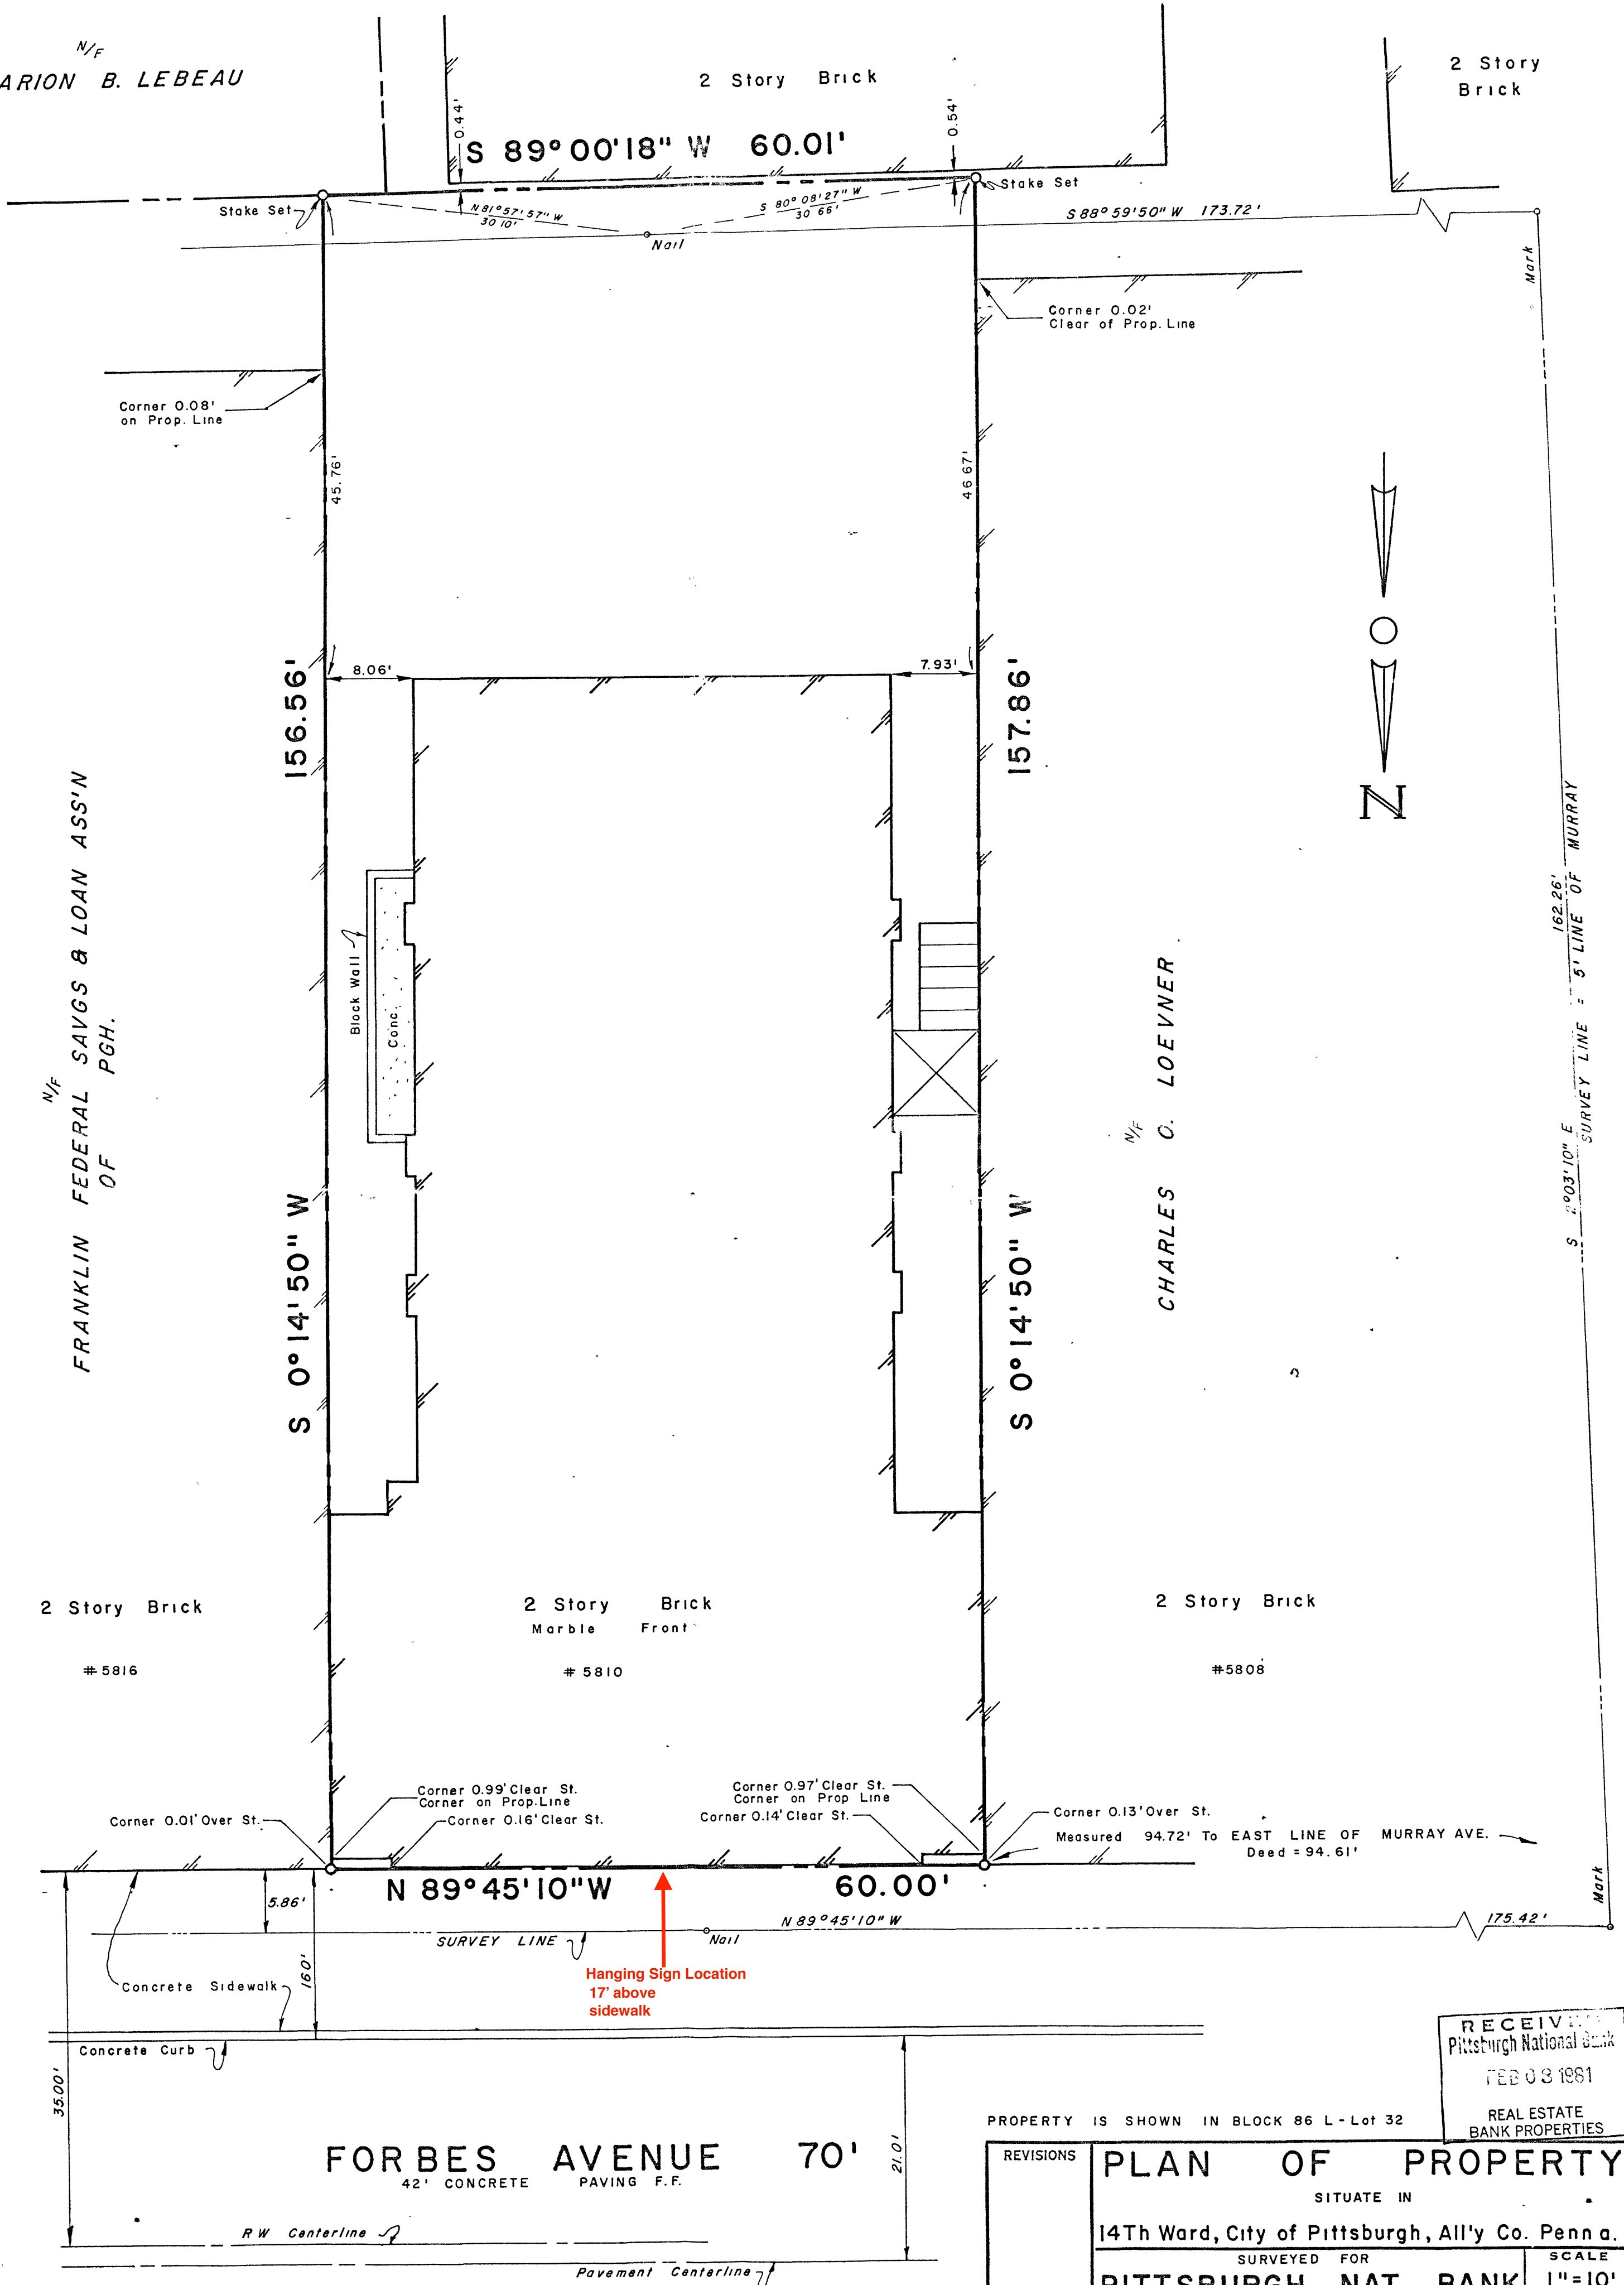 N/F
ARION B. LEBEAU
2 Story Brick
2 Story
Brick
0.44'
0.54'
S 89°00'18" W 60.01'
Stake Set
Stake Set
N 81°57'57" W
30 10'
S 80° 08'27" W
30 66'
Nail
S 88° 59'50" W 173.72'
Mark
Corner 0.02'
Clear of Prop. Line
Corner 0.08'
on Prop. Line
45.76'
46 67'
8.06'
7.93'
156.56'
157.86'
N
N/F
FRANKLIN FEDERAL SAVGS & LOAN ASS'N
OF PGH.
Block Wall
Conc.
S 0° 14' 50" W
S 0° 14' 50" W
N/F
CHARLES O. LOEVNER
162.26'
S 2°03'10" E
SURVEY LINE = 5' LINE OF MURRAY
2 Story Brick
# 5816
2 Story Brick
Marble Front
# 5810
2 Story Brick
#5808
Corner 0.01' Over St.
Corner 0.99' Clear St.
Corner on Prop. Line
Corner 0.16' Clear St.
Corner 0.97' Clear St.
Corner on Prop Line
Corner 0.14' Clear St.
Corner 0.13' Over St.
Measured 94.72' To EAST LINE OF MURRAY AVE.
Deed = 94.61'
N 89°45'10"W 60.00'
5.86'
N 89°45'10" W
175.42'
Mark
SURVEY LINE
Nail
Hanging Sign Location
17' above
sidewalk
Concrete Sidewalk
160'
Concrete Curb
35.00'
21.01'
FORBES AVENUE 70'
42' CONCRETE PAVING F.F.
RW Centerline
Pavement Centerline
PROPERTY IS SHOWN IN BLOCK 86 L - Lot 32
Pittsburgh National Bank
FEB 03 1981
REAL ESTATE
BANK PROPERTIES
REVISIONS
PLAN OF PROPERTY
SITUATE IN
14Th Ward, City of Pittsburgh, All'y Co. Penna.
SURVEYED FOR
PITTSBURGH NAT. BANK
SCALE
1"=10'